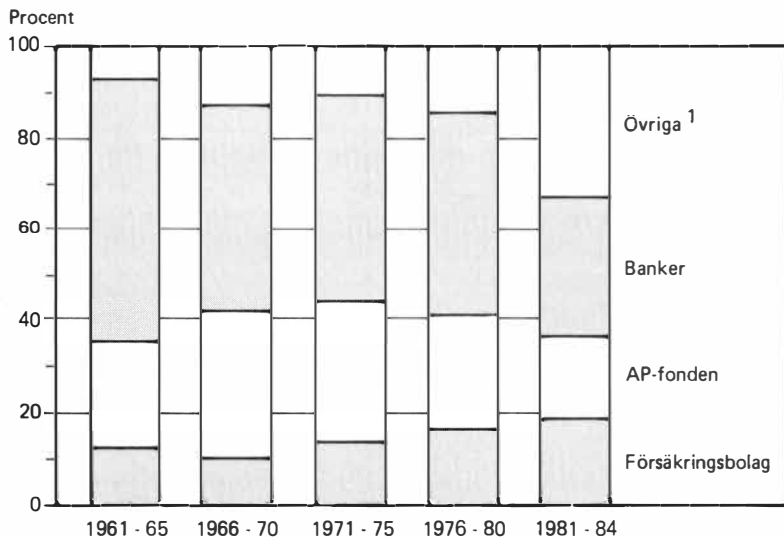 Procent
100
80
60
40
20
0
Övriga 1
Banker
AP-fonden
Försäkringsbolag
1961 - 65 1966 - 70 1971 - 75 1976 - 80 1981 - 84